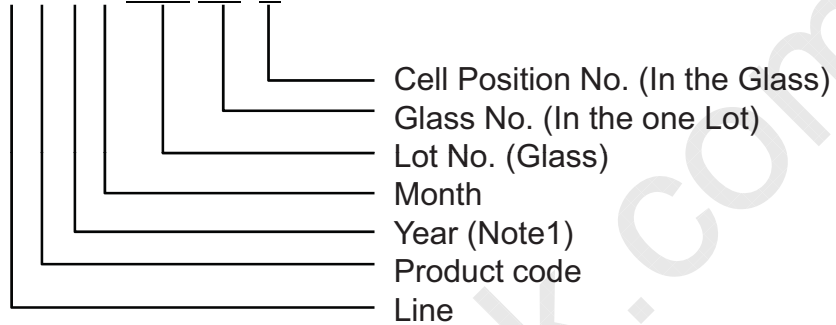 Cell Position No. (In the Glass)
Glass No. (In the one Lot)
Lot No. (Glass)
Month
Year (Note1)
Product code
Line